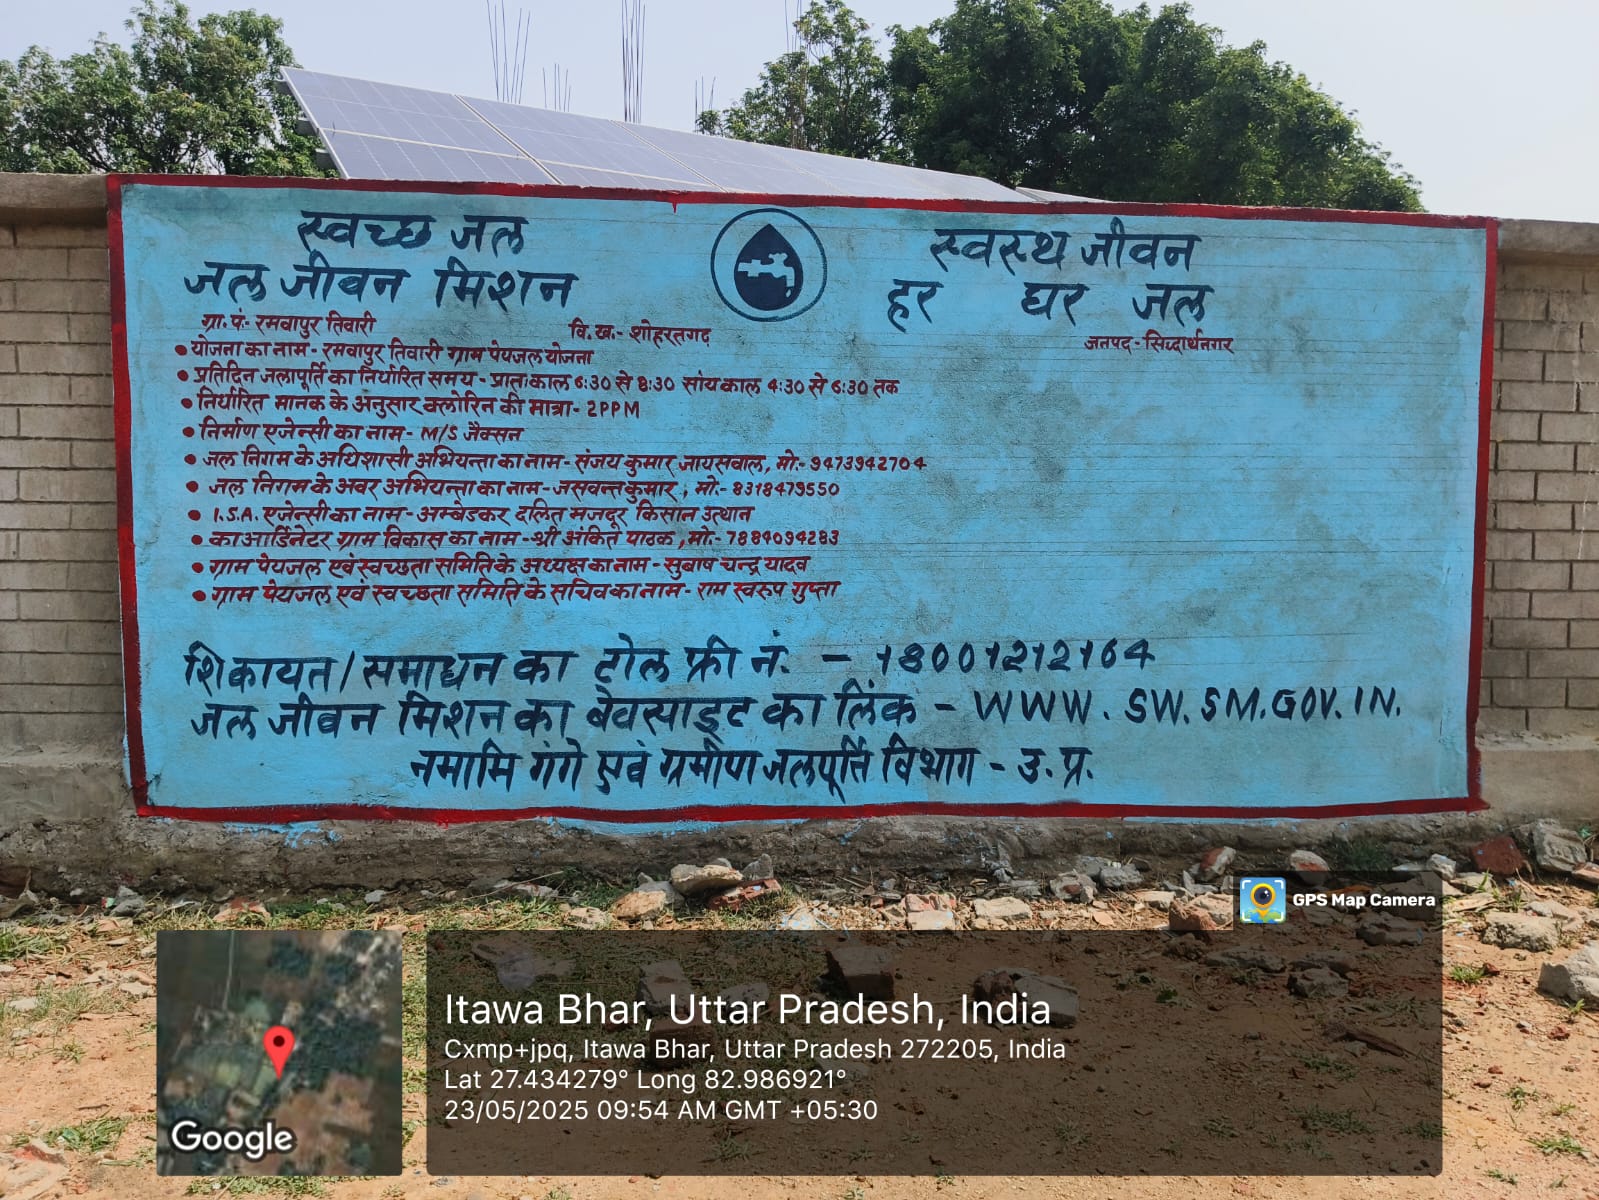 स्वच्छ जल
स्वस्थ जीवन
जल जीवन मिशन
हर घर जल
ग्रा. पं:- रमवापुर तिवारी
वि. ख.- शोहरतगढ़
जनपद - सिद्धार्थनगर
• योजना का नाम - रमवापुर तिवारी ग्राम पेयजल योजना
• प्रतिदिन जलापूर्ति का निर्धारित समय - प्रातःकाल 6:30 से 8:30 सांय काल 4:30 से 6:30 तक
• निर्धारित मानक के अनुसार क्लोरिन की मात्रा - 2PPM
• निर्माण एजेन्सी का नाम - M/S जैक्सन
• जल निगम के अधिशासी अभियन्ता का नाम - संजय कुमार जायसवाल, मो:- 9473942704
• जल निगम के अवर अभियन्ता का नाम - जसवन्त कुमार, मो.- 8318479550
• I.S.A. एजेन्सी का नाम - अम्बेडकर दलित मजदूर किसान उत्थान
• काआर्डिनेटर ग्राम विकास का नाम - श्री अंकित पाठक, मो:- 7884094283
• ग्राम पेयजल एवं स्वच्छता समिति के अध्यक्ष का नाम - सुबाष चन्द्र यादव
• ग्राम पेयजल एवं स्वच्छता समिति के सचिव का नाम - राम स्वरुप गुप्ता
शिकायत/समाधन का टोल फ्री नं. - 18001212164
जल जीवन मिशन का बेवसाइट का लिंक - WWW. SW. SM.GOV. IN.
नमामि गंगे एवं ग्रमीण जलपूर्ति विभाग - उ. प्र.
GPS Map Camera
Itawa Bhar, Uttar Pradesh, India
Cxmp+jpq, Itawa Bhar, Uttar Pradesh 272205, India
Lat 27.434279° Long 82.986921°
23/05/2025 09:54 AM GMT +05:30
Google